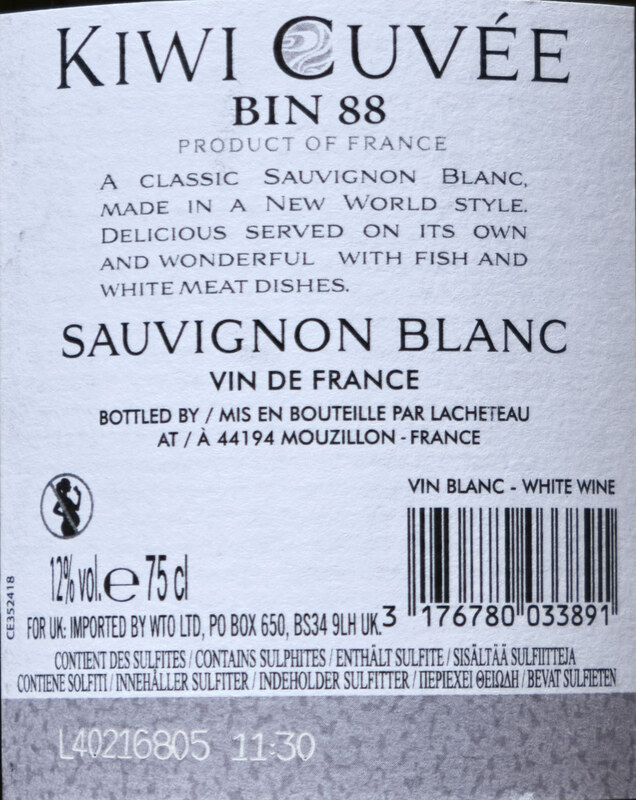 KIWI CUVÉE
BIN 88
PRODUCT OF FRANCE
A CLASSIC SAUVIGNON BLANC,
MADE IN A NEW WORLD STYLE.
DELICIOUS SERVED ON ITS OWN
AND WONDERFUL WITH FISH AND
WHITE MEAT DISHES.
SAUVIGNON BLANC
VIN DE FRANCE
BOTTLED BY / MIS EN BOUTEILLE PAR LACHETEAU
AT / À 44194 MOUZILLON - FRANCE
VIN BLANC - WHITE WINE
12% vol. e 75 cl
CE352418
FOR UK: IMPORTED BY WTO LTD, PO BOX 650, BS34 9LH UK.
3 176780 033891
CONTIENT DES SULFITES / CONTAINS SULPHITES / ENTHÄLT SULFITE / SISÄLTÄÄ SULFIITTEJA
CONTIENE SOLFITI / INNEHÅLLER SULFITER / INDEHOLDER SULFITTER / ΠΕΡΙΕΧΕΙ ΘΕΙΩΔΗ / BEVAT SULFIETEN
L40216805 11:30